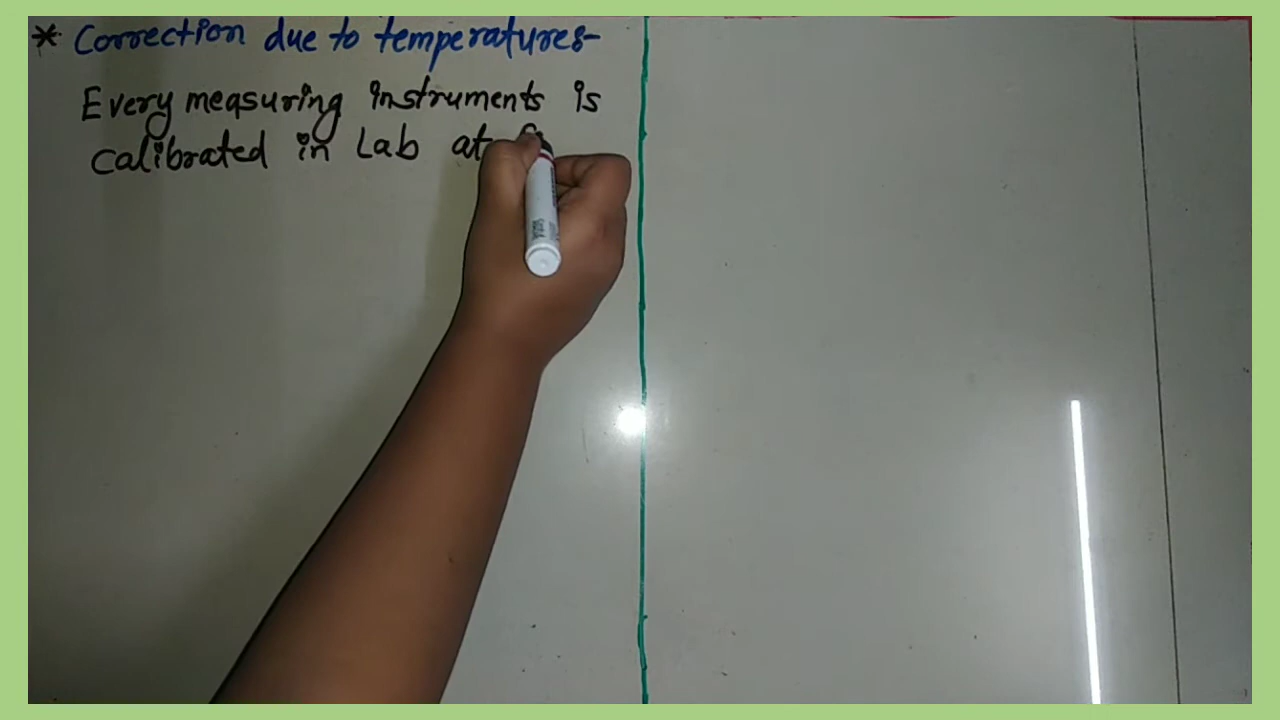 * Correction due to temperatures-
Every measuring instruments is
calibrated in Lab at